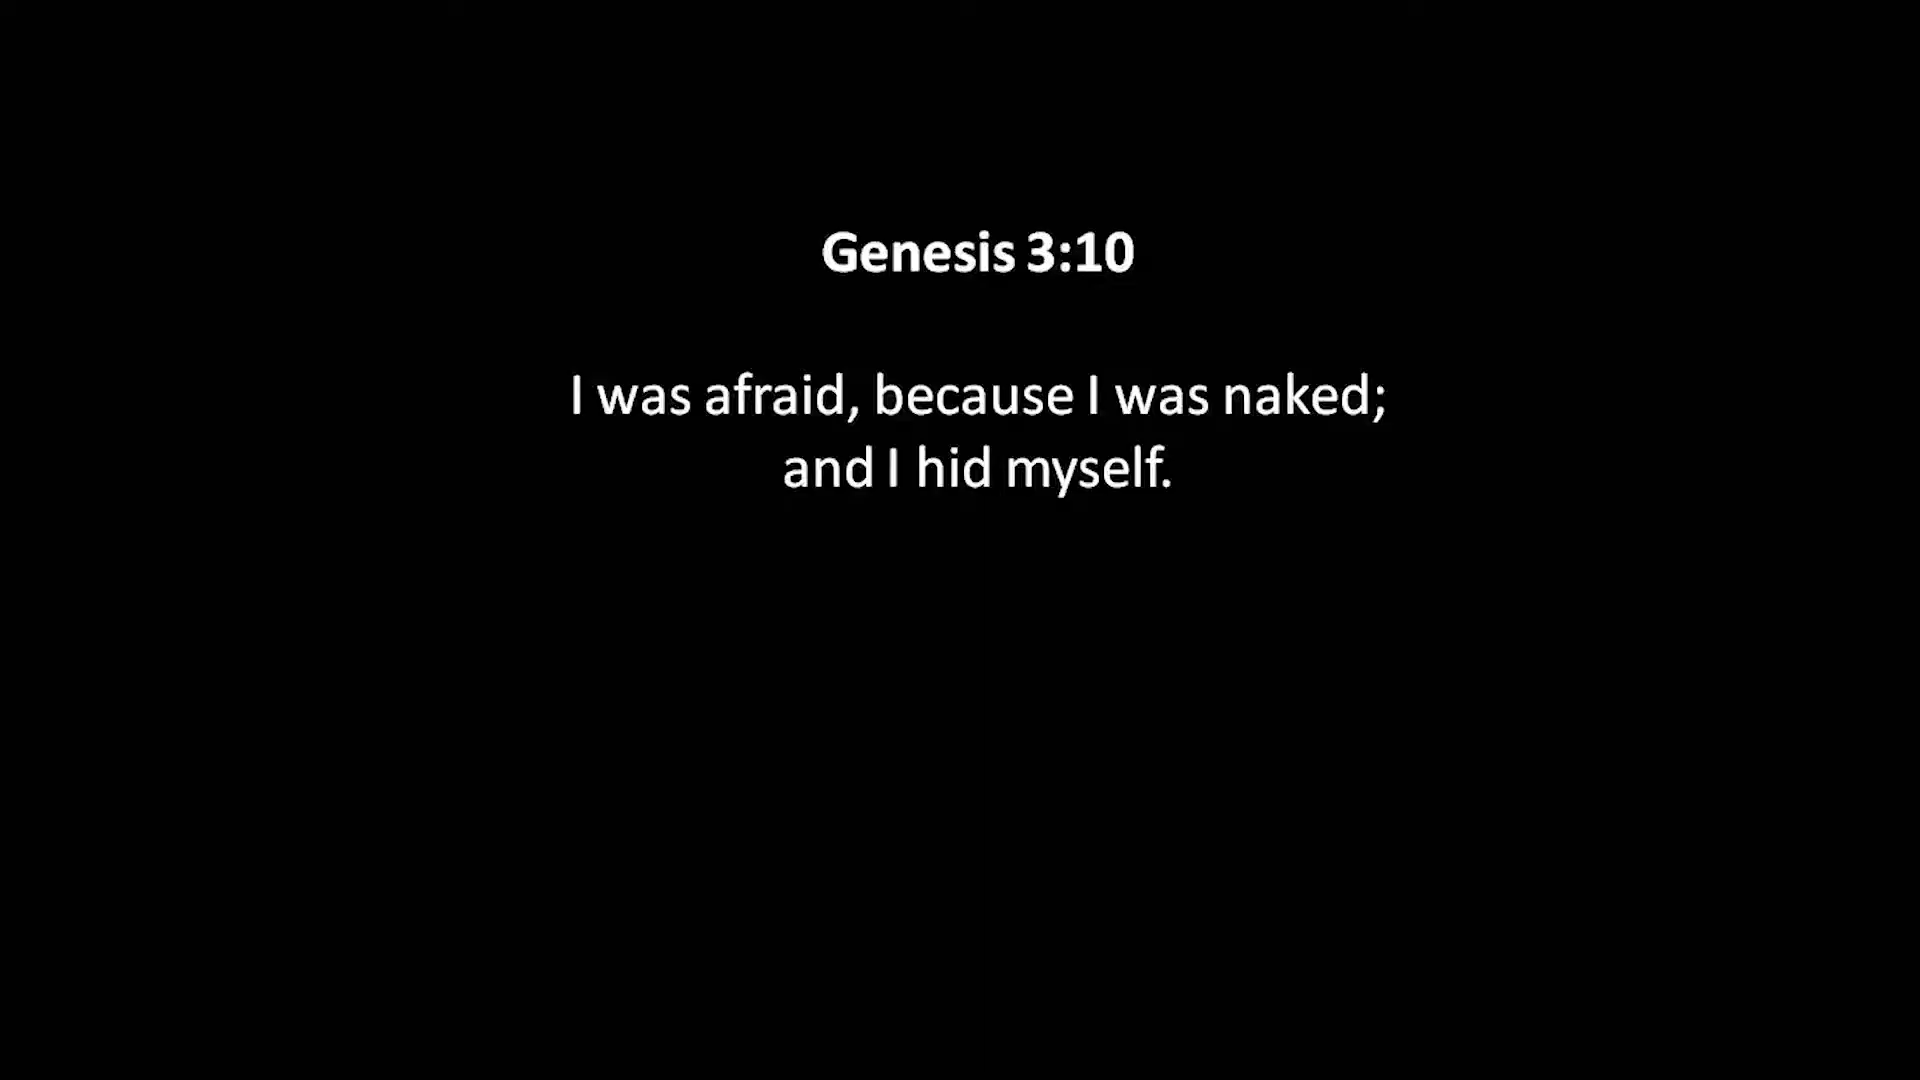 Genesis 3:10
I was afraid, because I was naked;
and I hid myself.